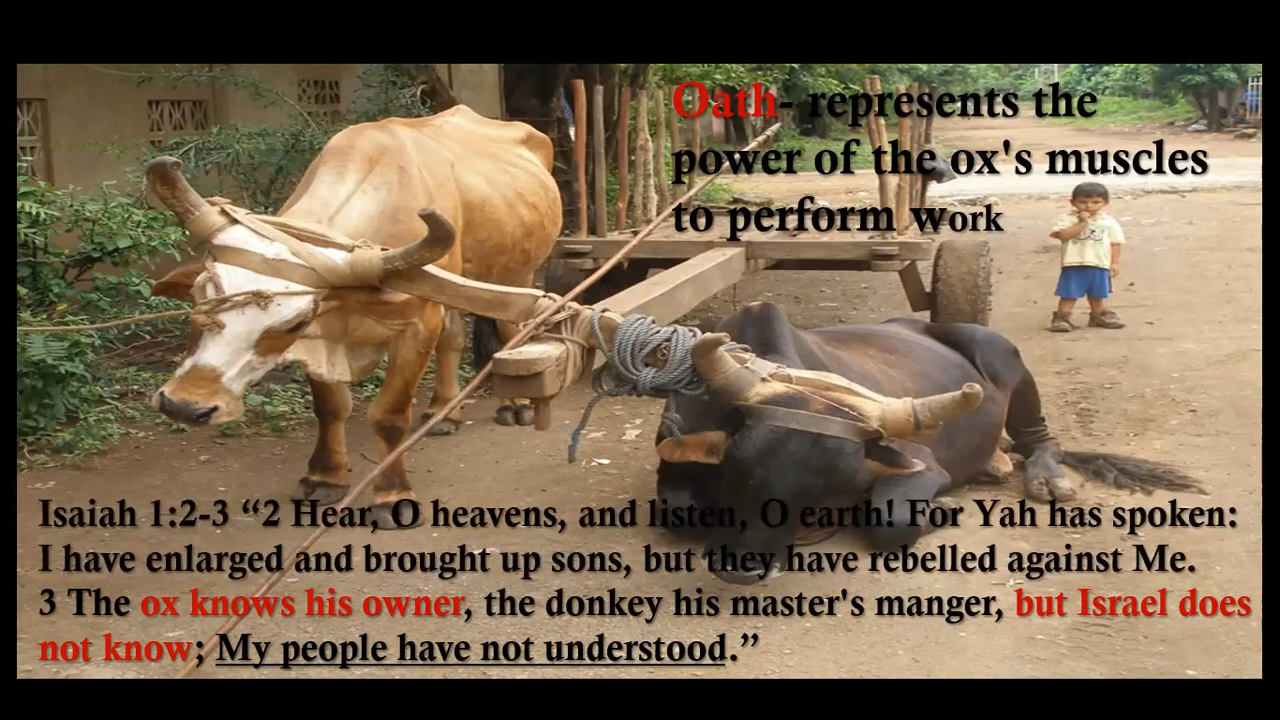 Oath- represents the
power of the ox's muscles
to perform work
Isaiah 1:2-3 “2 Hear, O heavens, and listen, O earth! For Yah has spoken:
I have enlarged and brought up sons, but they have rebelled against Me.
3 The ox knows his owner, the donkey his master's manger, but Israel does
not know; My people have not understood.”